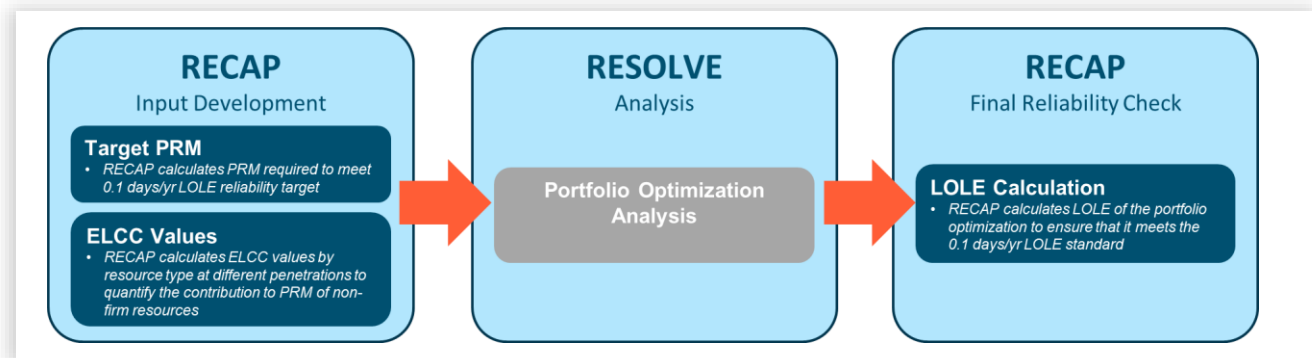 RECAP
Input Development
Target PRM
• RECAP calculates PRM required to meet
0.1 days/yr LOLE reliability target
ELCC Values
• RECAP calculates ELCC values by
resource type at different penetrations to
quantify the contribution to PRM of non-
firm resources
RESOLVE
Analysis
Portfolio Optimization
Analysis
RECAP
Final Reliability Check
LOLE Calculation
• RECAP calculates LOLE of the portfolio
optimization to ensure that it meets the
0.1 days/yr LOLE standard